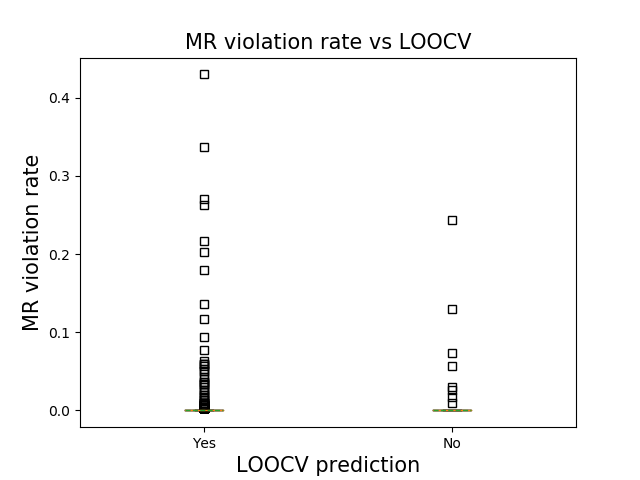 MR violation rate vs LOOCV
MR violation rate
0.4
0.3
0.2
0.1
0.0
Yes
No
LOOCV prediction